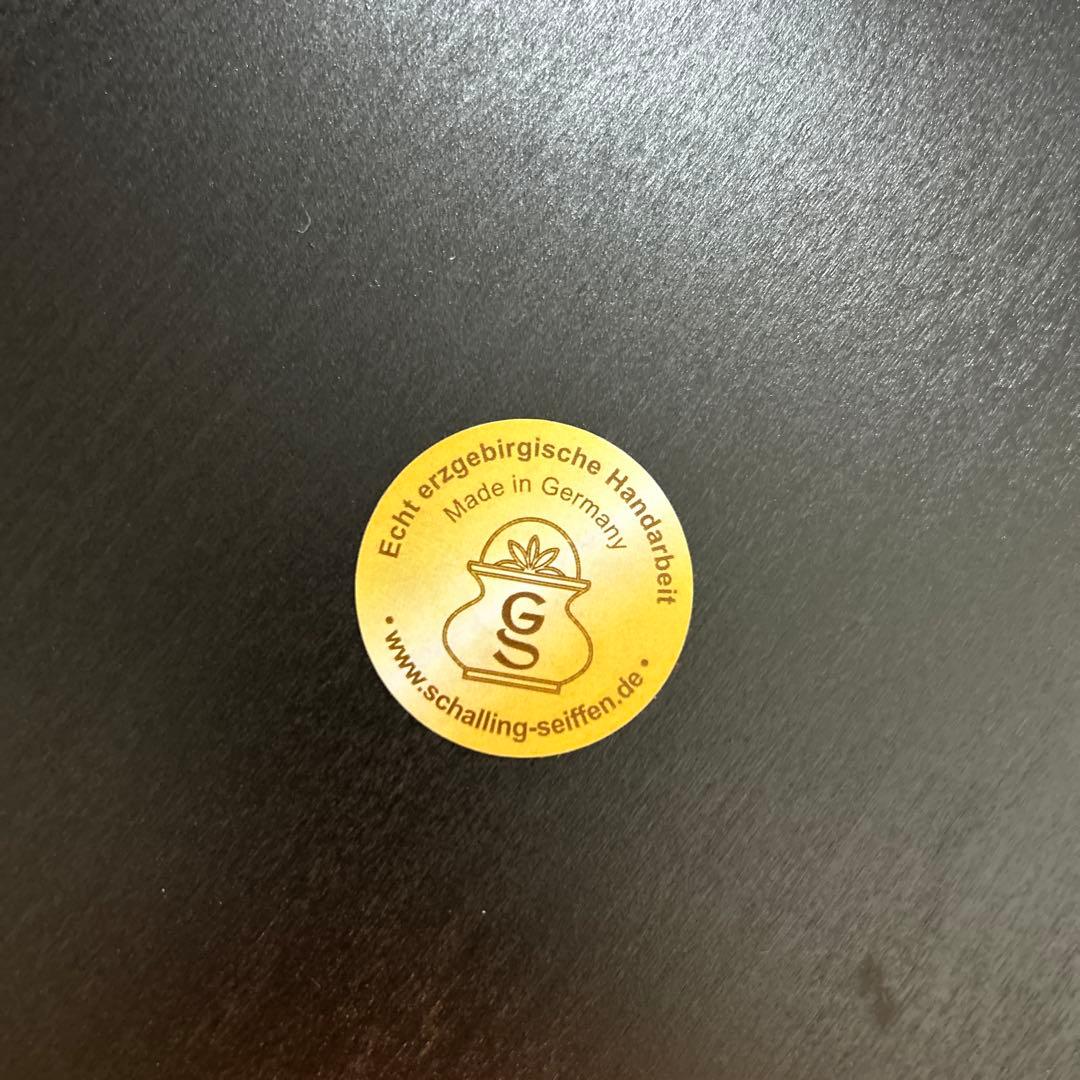 Echt erzgebirgische Handarbeit
Made in Germany
GS
• www.schalling-seiffen.de •